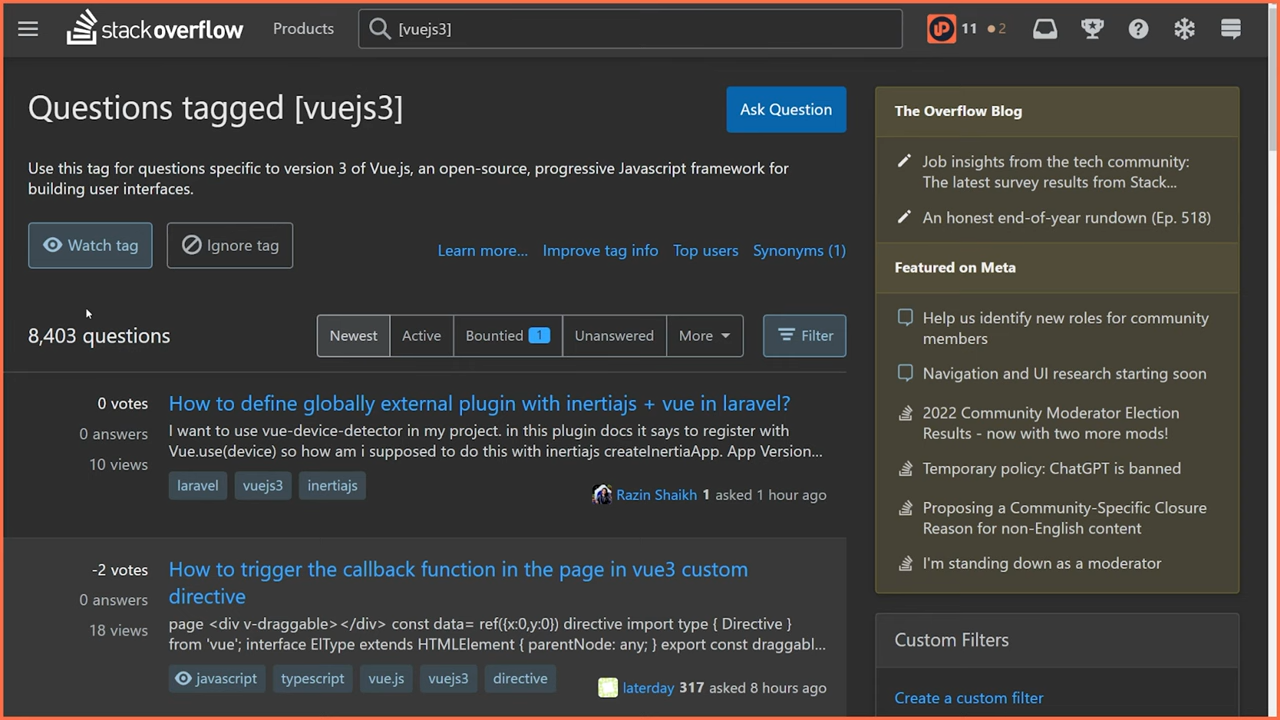 stackoverflow
Products
[vuejs3]
11
2
Questions tagged [vuejs3]
Ask Question
Use this tag for questions specific to version 3 of Vue.js, an open-source, progressive Javascript framework for
building user interfaces.
Watch tag
Ignore tag
Learn more...
Improve tag info
Top users
Synonyms (1)
8,403 questions
Newest
Active
Bountied 1
Unanswered
More
Filter
0 votes
0 answers
10 views
How to define globally external plugin with inertiajs + vue in laravel?
I want to use vue-device-detector in my project. in this plugin docs it says to register with
Vue.use(device) so how am i supposed to do this with inertiajs createInertiaApp. App Version...
laravel
vuejs3
inertiajs
Razin Shaikh 1 asked 1 hour ago
-2 votes
0 answers
18 views
How to trigger the callback function in the page in vue3 custom
directive
page <div v-draggable></div> const data= ref({x:0,y:0}) directive import type { Directive }
from 'vue'; interface ElType extends HTMLElement { parentNode: any; } export const draggabl...
javascript
typescript
vue.js
vuejs3
directive
laterday 317 asked 8 hours ago
The Overflow Blog
Job insights from the tech community:
The latest survey results from Stack...
An honest end-of-year rundown (Ep. 518)
Featured on Meta
Help us identify new roles for community
members
Navigation and UI research starting soon
2022 Community Moderator Election
Results - now with two more mods!
Temporary policy: ChatGPT is banned
Proposing a Community-Specific Closure
Reason for non-English content
I'm standing down as a moderator
Custom Filters
Create a custom filter